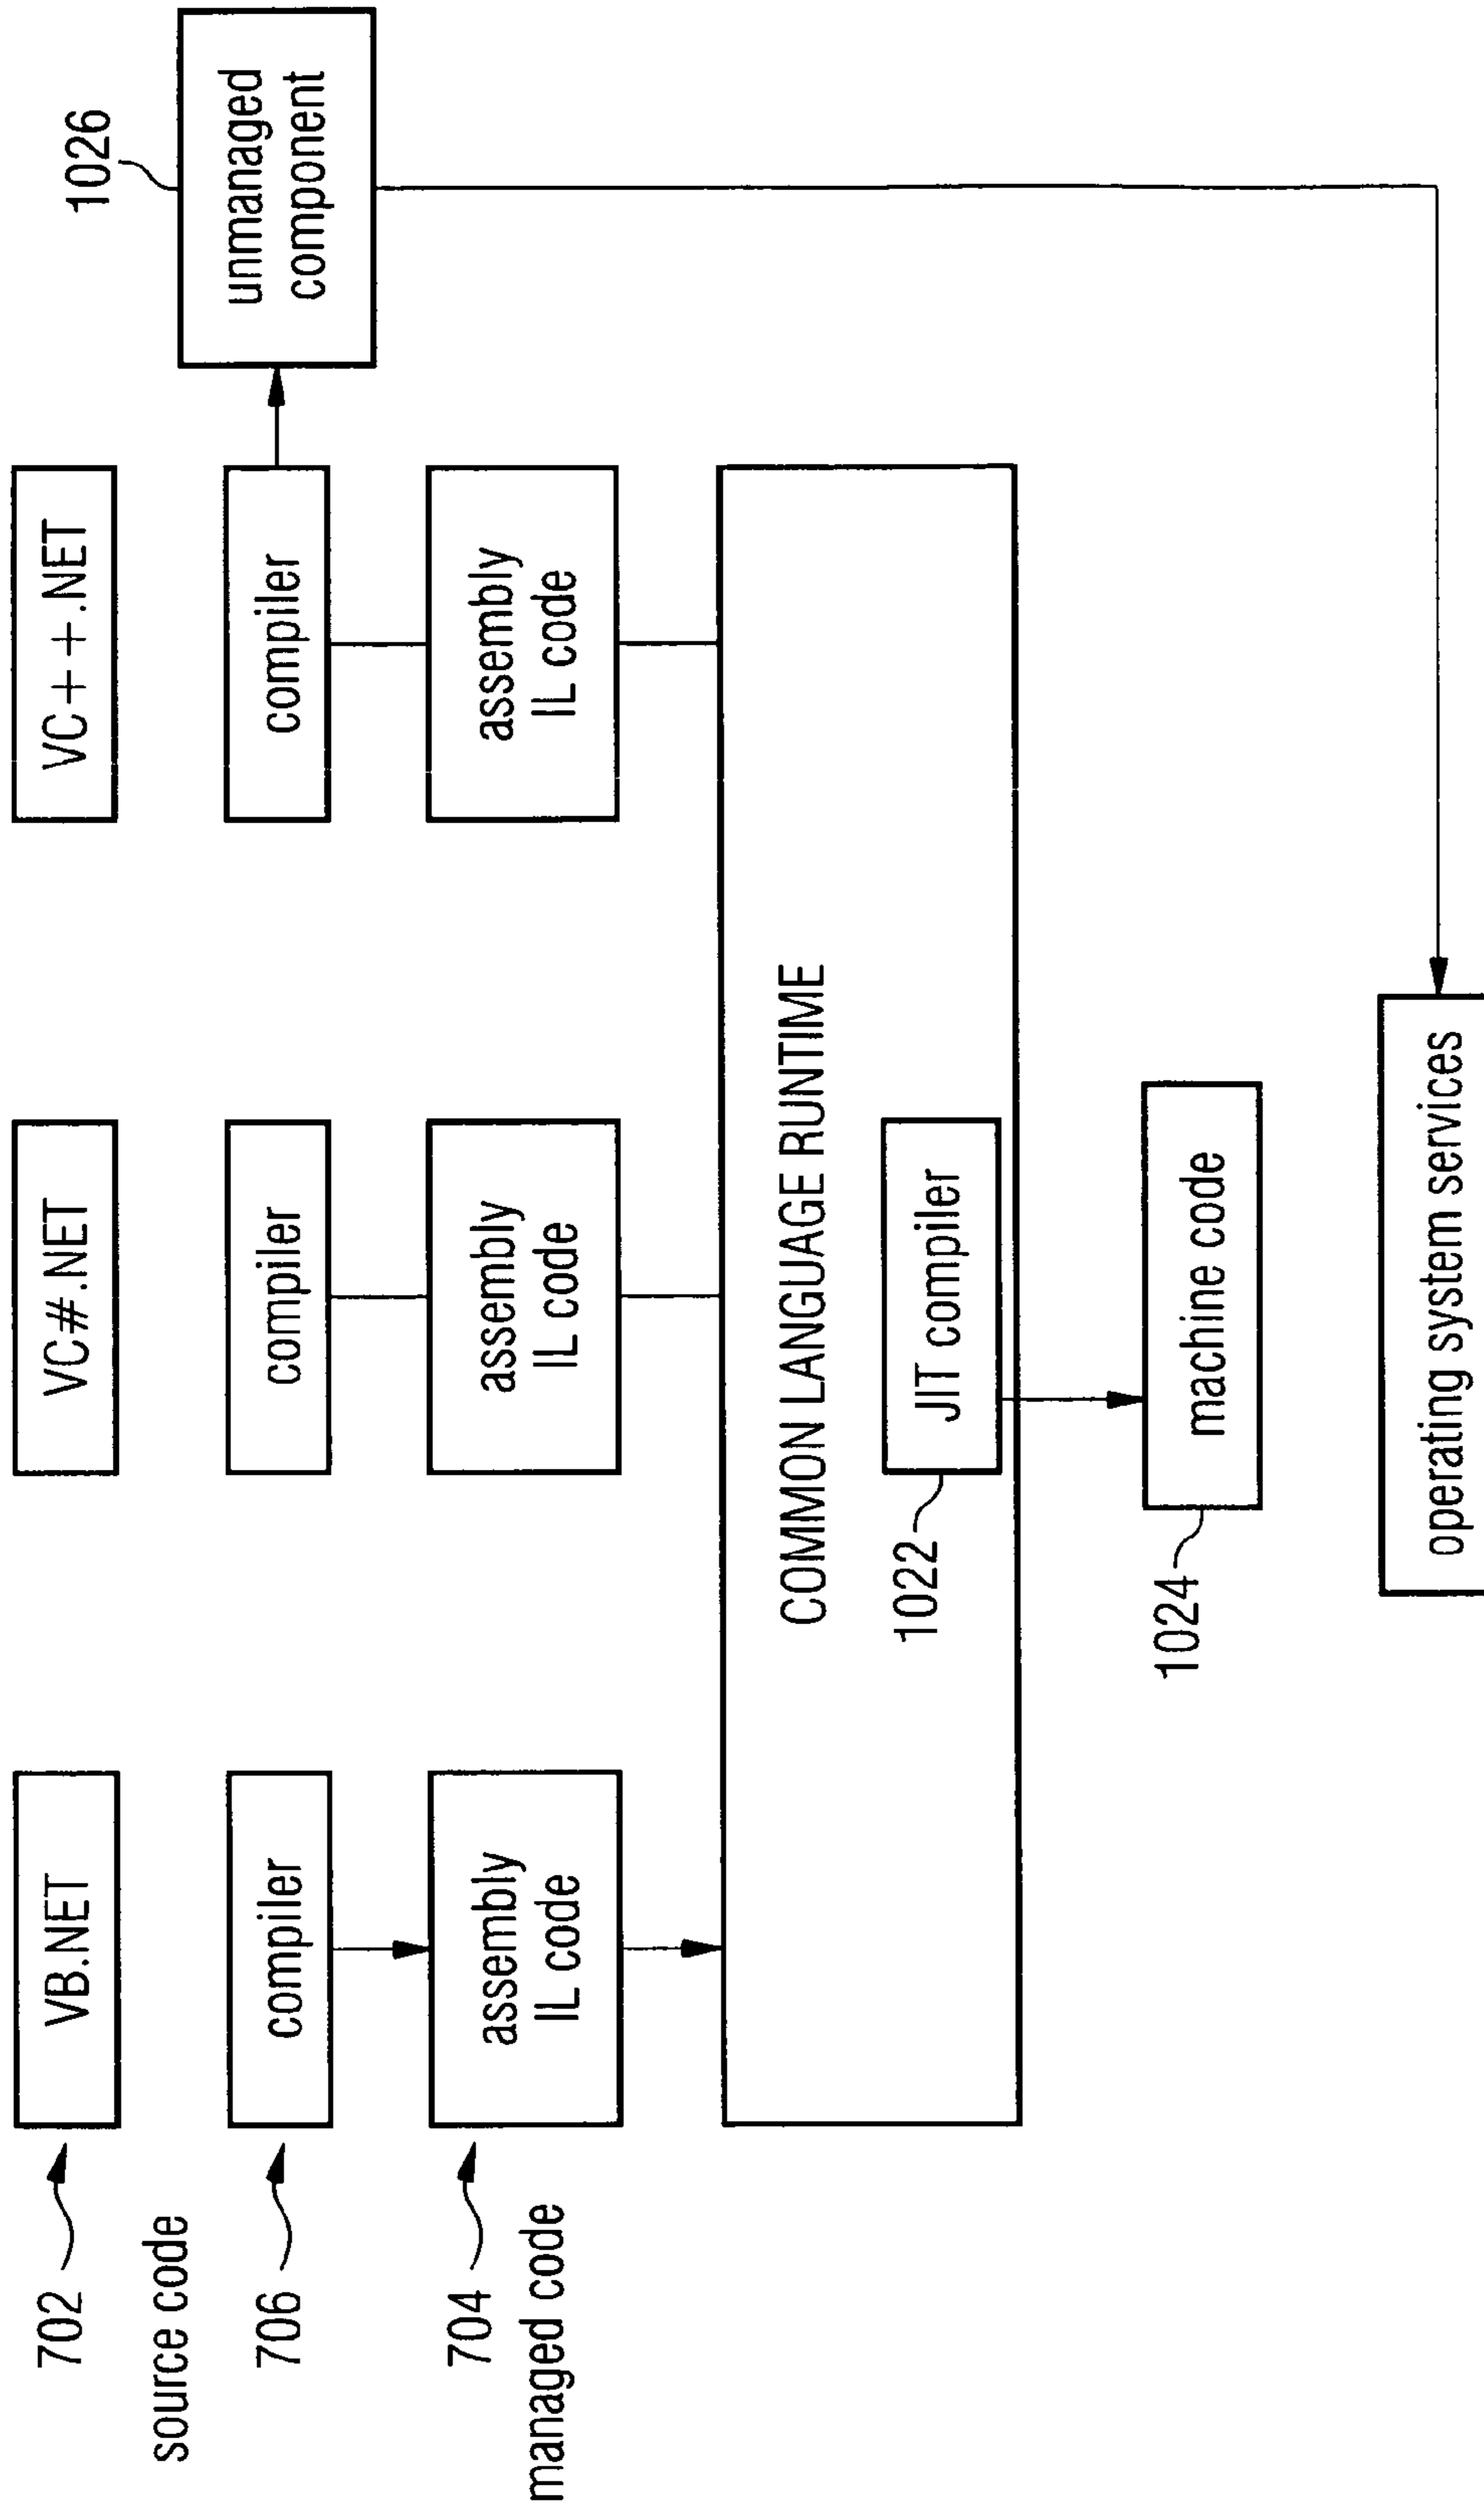 702
VB.NET
VC#.NET
VC++.NET
1026
source code
unmanaged
component
706
compiler
compiler
compiler
704
managed code
assembly
IL code
assembly
IL code
assembly
IL code
COMMON LANGUAGE RUNTIME
1022
JIT compiler
1024
machine code
operating system services